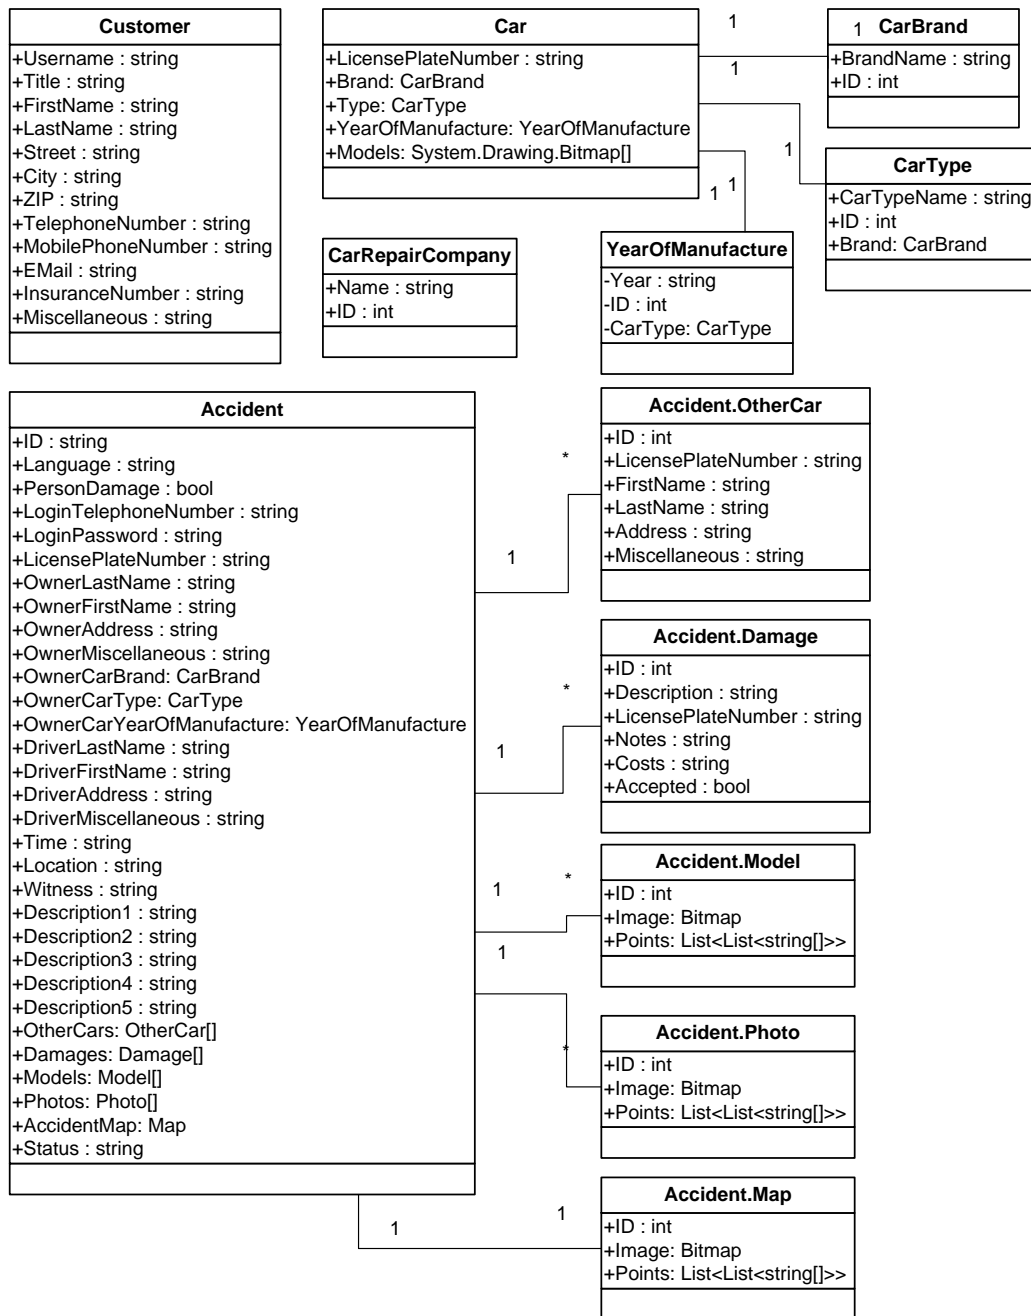 Customer
+Username : string
+Title : string
+FirstName : string
+LastName : string
+Street : string
+City : string
+ZIP : string
+TelephoneNumber : string
+MobilePhoneNumber : string
+EMail : string
+InsuranceNumber : string
+Miscellaneous : string
Car
+LicensePlateNumber : string
+Brand: CarBrand
+Type: CarType
+YearOfManufacture: YearOfManufacture
+Models: System.Drawing.Bitmap[]
1
1
1
1
1
1
CarBrand
+BrandName : string
+ID : int
CarType
+CarTypeName : string
+ID : int
+Brand: CarBrand
CarRepairCompany
+Name : string
+ID : int
YearOfManufacture
-Year : string
-ID : int
-CarType: CarType
Accident
+ID : string
+Language : string
+PersonDamage : bool
+LoginTelephoneNumber : string
+LoginPassword : string
+LicensePlateNumber : string
+OwnerLastName : string
+OwnerFirstName : string
+OwnerAddress : string
+OwnerMiscellaneous : string
+OwnerCarBrand: CarBrand
+OwnerCarType: CarType
+OwnerCarYearOfManufacture: YearOfManufacture
+DriverLastName : string
+DriverFirstName : string
+DriverAddress : string
+DriverMiscellaneous : string
+Time : string
+Location : string
+Witness : string
+Description1 : string
+Description2 : string
+Description3 : string
+Description4 : string
+Description5 : string
+OtherCars: OtherCar[]
+Damages: Damage[]
+Models: Model[]
+Photos: Photo[]
+AccidentMap: Map
+Status : string
*
1
Accident.OtherCar
+ID : int
+LicensePlateNumber : string
+FirstName : string
+LastName : string
+Address : string
+Miscellaneous : string
*
1
Accident.Damage
+ID : int
+Description : string
+LicensePlateNumber : string
+Notes : string
+Costs : string
+Accepted : bool
1
*
Accident.Model
+ID : int
+Image: Bitmap
+Points: List<List<string[]>>
1
*
Accident.Photo
+ID : int
+Image: Bitmap
+Points: List<List<string[]>>
1
1
Accident.Map
+ID : int
+Image: Bitmap
+Points: List<List<string[]>>